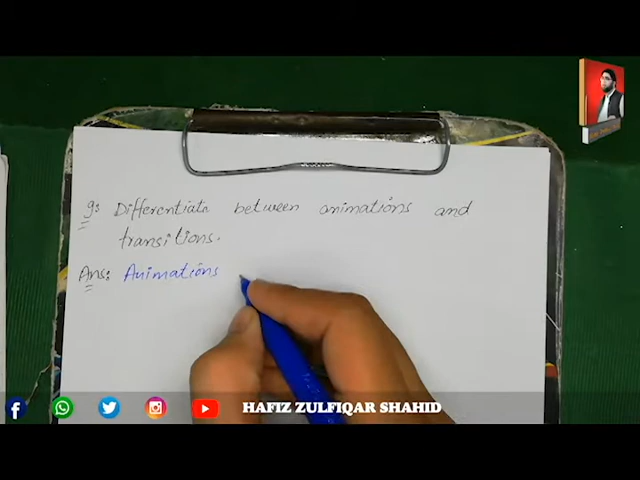 Q: Differentiate between animations and
transitions.
Ans: Animations
HAFIZ ZULFIQAR SHAHID